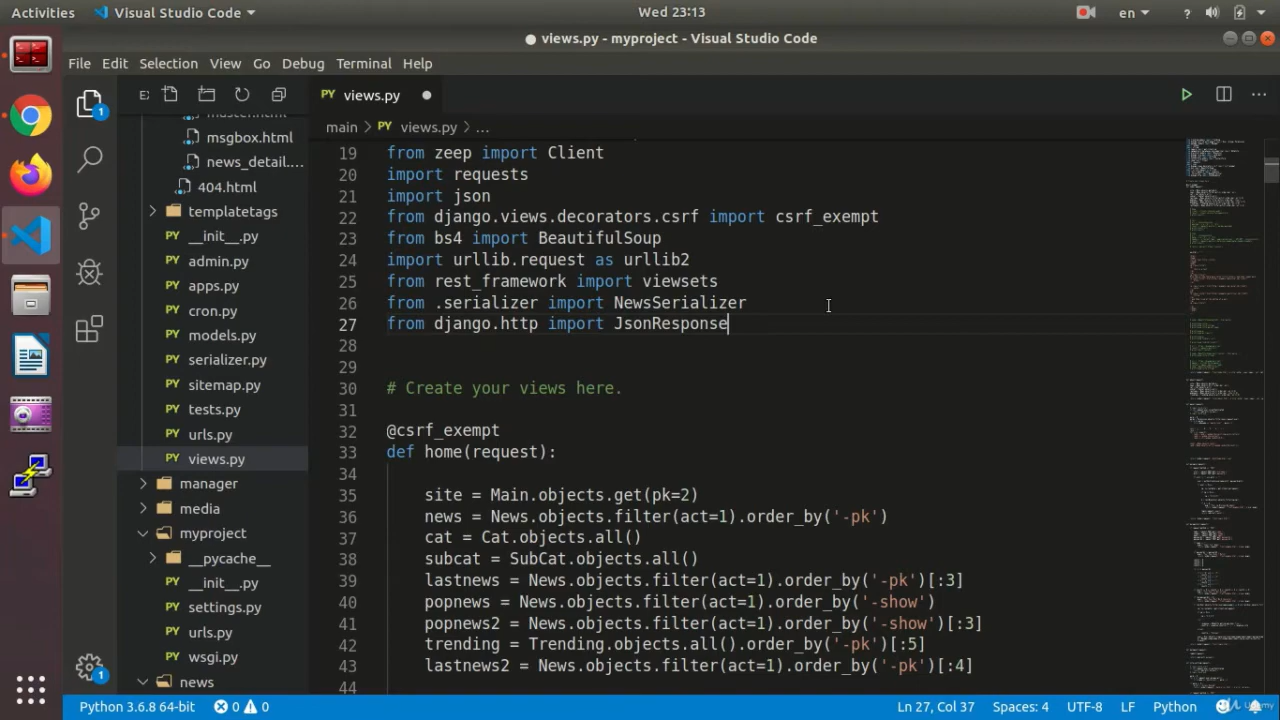 Activities
Visual Studio Code
Wed 23:13
en
views.py - myproject - Visual Studio Code
File Edit Selection View Go Debug Terminal Help
views.py
main > views.py > ...
msgbox.html
news_detail....
404.html
templatetags
__init__.py
admin.py
apps.py
cron.py
models.py
serializer.py
sitemap.py
tests.py
urls.py
views.py
manager
media
myproject
__pycache__
__init__.py
settings.py
urls.py
wsgi.py
news
19 from zeep import Client
20 import requests
21 import json
22 from django.views.decorators.csrf import csrf_exempt
23 from bs4 import BeautifulSoup
24 import urllib.request as urllib2
25 from rest_framework import viewsets
26 from .serializer import NewsSerializer
27 from django.http import JsonResponse
28
29
30 # Create your views here.
31
32 @csrf_exempt
33 def home(request):
34
35 site = Main.objects.get(pk=2)
36 news = News.objects.filter(act=1).order_by('-pk')
37 cat = Cat.objects.all()
38 subcat = SubCat.objects.all()
39 lastnews = News.objects.filter(act=1).order_by('-pk')[:3]
40 popnews = News.objects.filter(act=1).order_by('-show')
41 popnews2 = News.objects.filter(act=1).order_by('-show')[:3]
42 trending = Trending.objects.all().order_by('-pk')[:5]
43 lastnews2 = News.objects.filter(act=1).order_by('-pk')[:4]
44
Python 3.6.8 64-bit
0 0
Ln 27, Col 37
Spaces: 4
UTF-8
LF
Python
Udemy